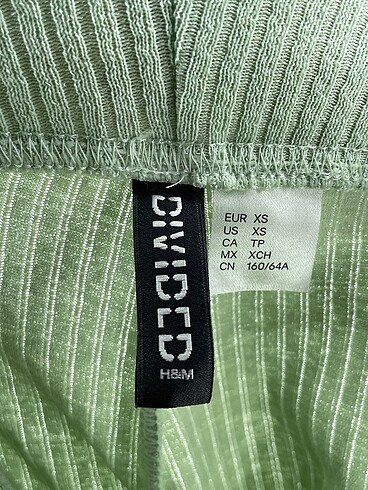 DIVIDED
H&M
EUR XS
US XS
CA TP
MX XCH
CN 160/64A